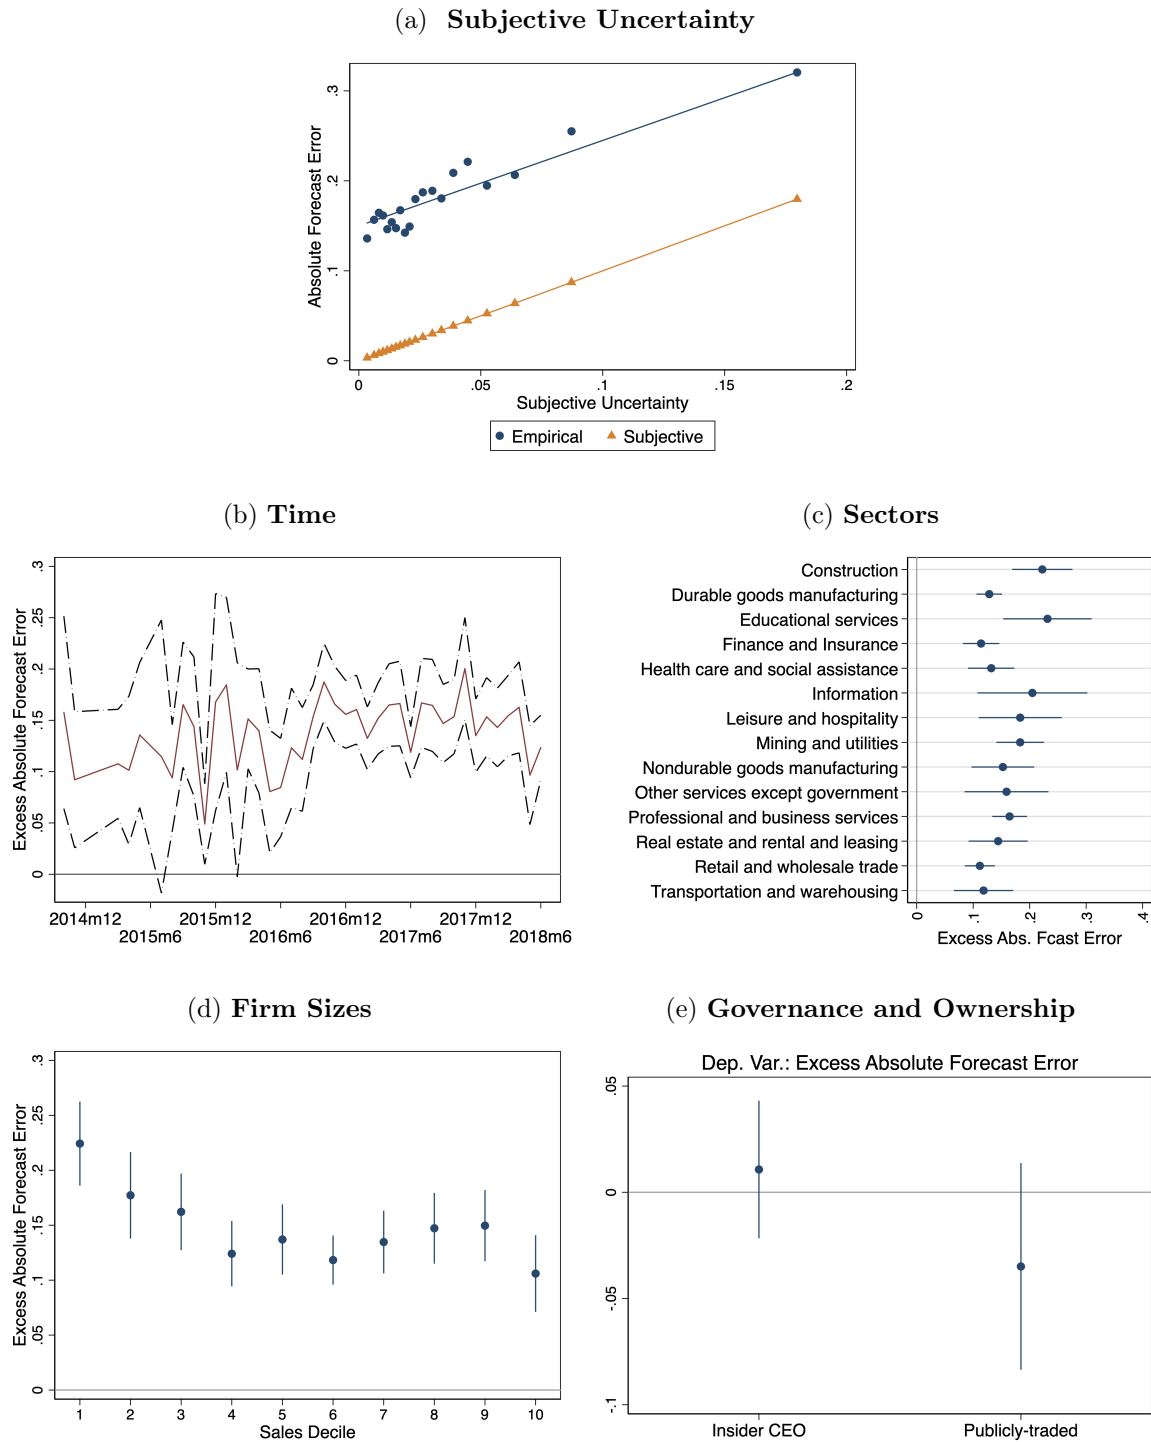 (a) Subjective Uncertainty
Absolute Forecast Error
.3
.2
.1
0
0 .05 .1 .15 .2
Subjective Uncertainty
Empirical Subjective
(b) Time
Excess Absolute Forecast Error
.3
.25
.2
.15
.1
.05
0
2014m12 2015m12 2016m12 2017m12
2015m6 2016m6 2017m6 2018m6
(c) Sectors
Construction
Durable goods manufacturing
Educational services
Finance and Insurance
Health care and social assistance
Information
Leisure and hospitality
Mining and utilities
Nondurable goods manufacturing
Other services except government
Professional and business services
Real estate and rental and leasing
Retail and wholesale trade
Transportation and warehousing
0 .1 .2 .3 .4
Excess Abs. Fcast Error
(d) Firm Sizes
Excess Absolute Forecast Error
.3
.25
.2
.15
.1
.05
0
1 2 3 4 5 6 7 8 9 10
Sales Decile
(e) Governance and Ownership
Dep. Var.: Excess Absolute Forecast Error
.05
0
-.05
-.1
Insider CEO Publicly-traded